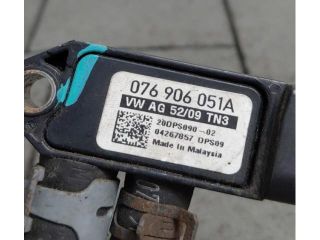 076 906 051A
VW AG 52/09 TN3
20DPS090-02
04267857 DPS09
Made in Malaysia